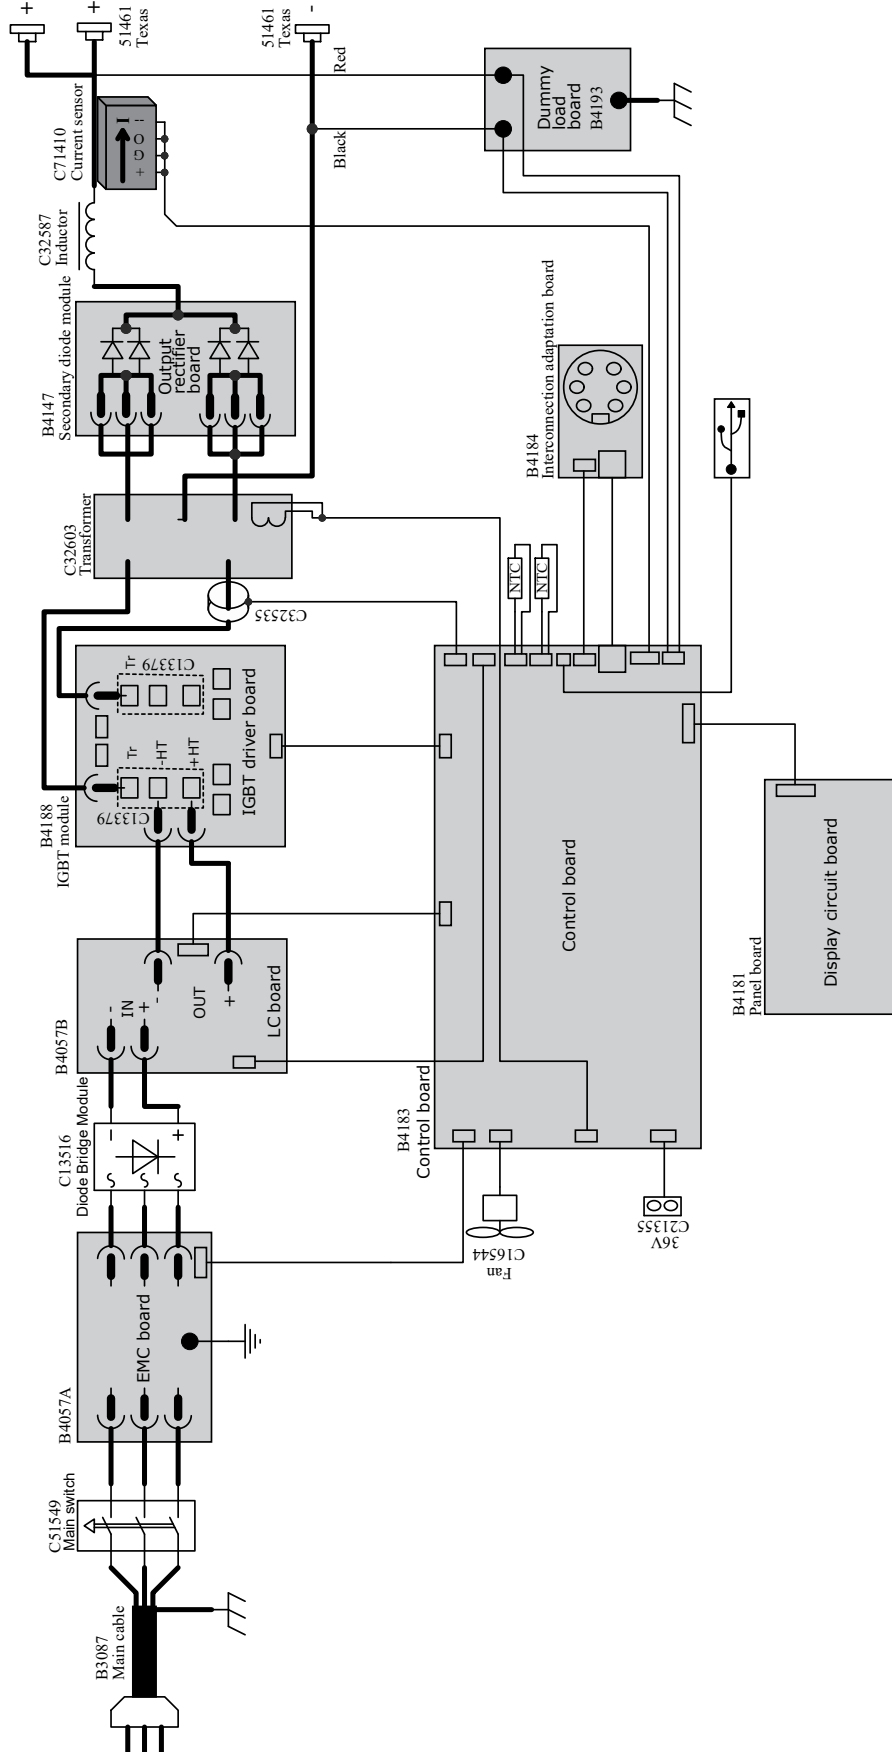 +
+
51461
Texas
51461
Texas
-
Red
Black
Dummy
load
board
B4193
C71410
Current sensor
I
+ G O -
C32587
Inductor
B4147
Secondary diode module
Output
rectifier
board
B4184
Interconnection adaptation board
C32603
Transformer
C32535
NTC
NTC
B4188
IGBT module
Tr
C13379
Tr
-HT
+HT
C13379
IGBT driver board
B4057B
-
IN
+
-
OUT
+
LC board
B4183
Control board
Control board
B4181
Panel board
Display circuit board
C13516
Diode Bridge Module
-
+
C16544
Fan
36V
C21355
B4057A
EMC board
C51549
Main switch
B3087
Main cable